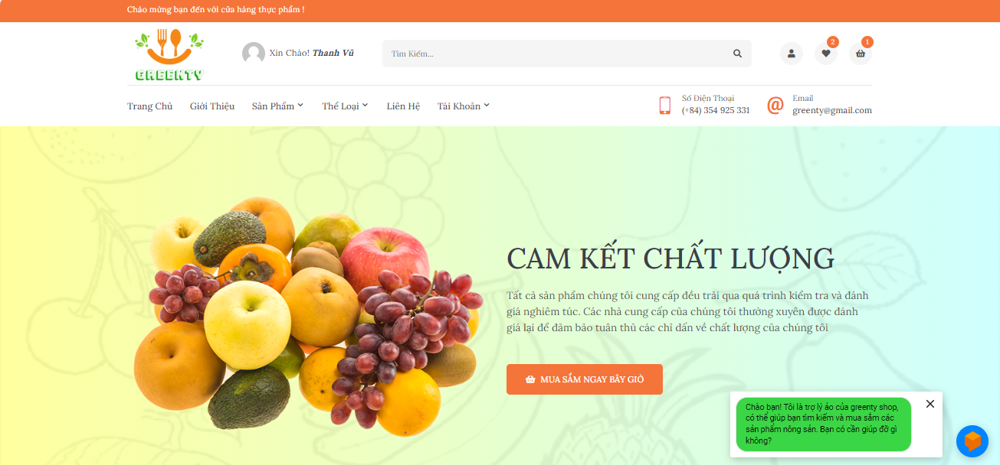 Chào mừng bạn đến với cửa hàng thực phẩm !
GREENTY
Xin Chào! Thanh Vũ
Tìm Kiếm...
2
1
Trang Chủ
Giới Thiệu
Sản Phẩm
Thể Loại
Liên Hệ
Tài Khoản
Số Điện Thoại
(+84) 354 925 331
Email
greenty@gmail.com
CAM KẾT CHẤT LƯỢNG
Tất cả sản phẩm chúng tôi cung cấp đều trải qua quá trình kiểm tra và đánh
giá nghiêm túc. Các nhà cung cấp của chúng tôi thường xuyên được đánh
giá lại để đảm bảo tuân thủ các chỉ dẫn về chất lượng của chúng tôi
MUA SẮM NGAY BÂY GIỜ
Chào bạn! Tôi là trợ lý ảo của greenty shop,
có thể giúp bạn tìm kiếm và mua sắm các
sản phẩm nông sản. Bạn có cần giúp đỡ gì
không?